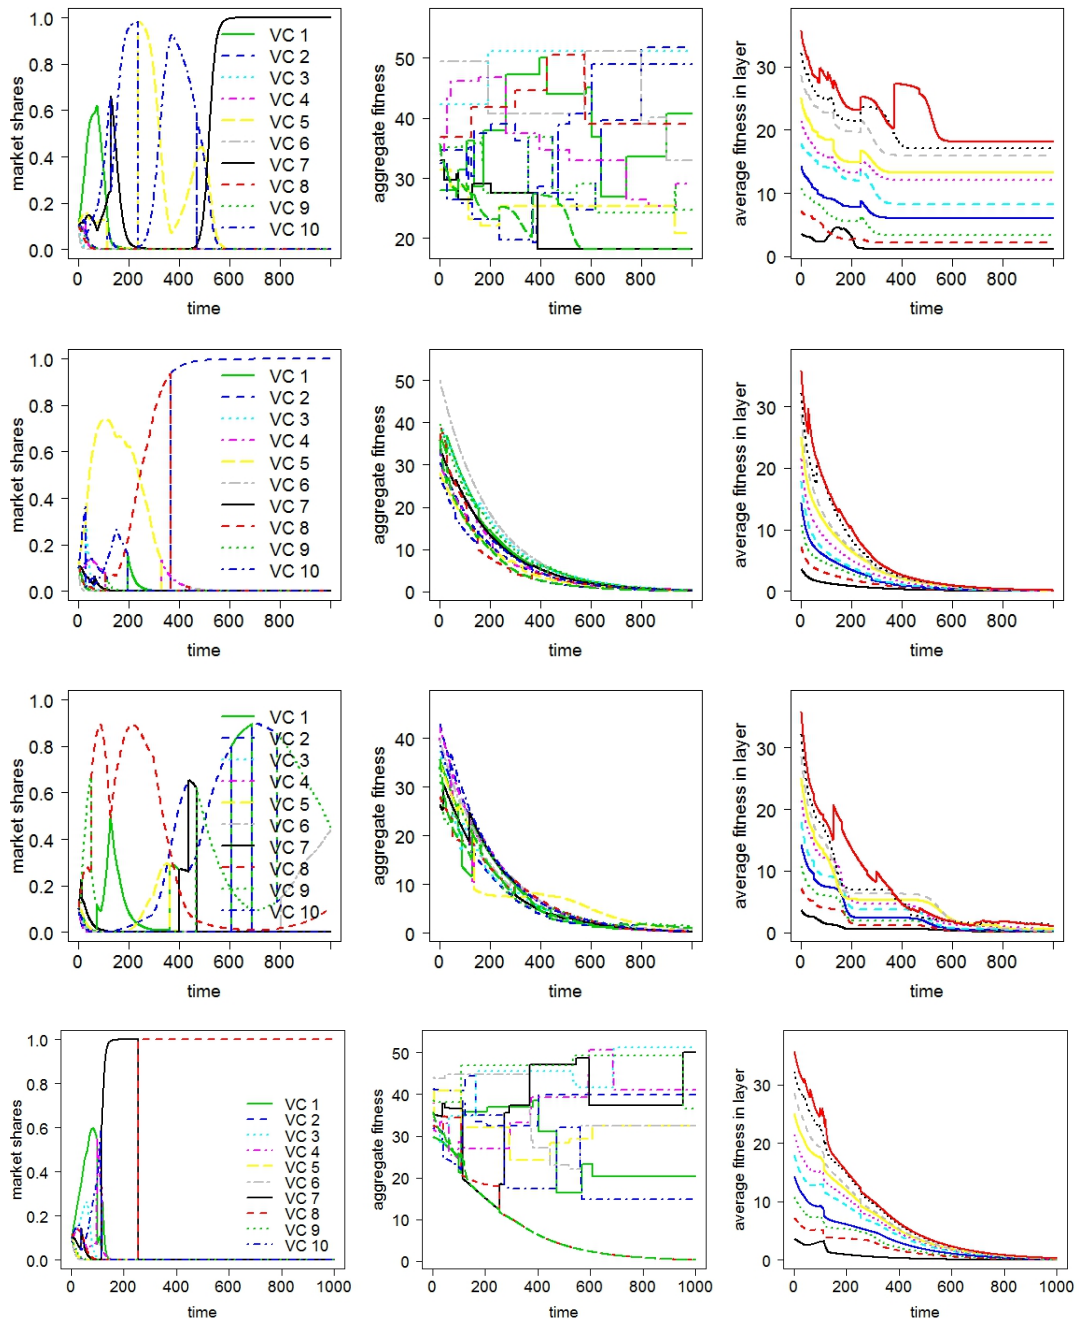 market shares
1.0
0.8
0.6
0.4
0.2
0.0
VC 1
VC 2
VC 3
VC 4
VC 5
VC 6
VC 7
VC 8
VC 9
VC 10
0 200 400 600 800
time
aggregate fitness
50
40
30
20
0 200 400 600 800
time
average fitness in layer
30
20
10
0
0 200 400 600 800
time
market shares
1.0
0.8
0.6
0.4
0.2
0.0
VC 1
VC 2
VC 3
VC 4
VC 5
VC 6
VC 7
VC 8
VC 9
VC 10
0 200 400 600 800
time
aggregate fitness
50
40
30
20
10
0
0 200 400 600 800
time
average fitness in layer
30
20
10
0
0 200 400 600 800
time
market shares
1.0
0.8
0.6
0.4
0.2
0.0
VC 1
VC 2
VC 3
VC 4
VC 5
VC 6
VC 7
VC 8
VC 9
VC 10
0 200 400 600 800
time
aggregate fitness
40
30
20
10
0
0 200 400 600 800
time
average fitness in layer
30
20
10
0
0 200 400 600 800
time
market shares
1.0
0.8
0.6
0.4
0.2
0.0
VC 1
VC 2
VC 3
VC 4
VC 5
VC 6
VC 7
VC 8
VC 9
VC 10
0 200 400 600 800 1000
time
aggregate fitness
50
40
30
20
10
0
0 200 400 600 800 1000
time
average fitness in layer
30
20
10
0
0 200 400 600 800 1000
time